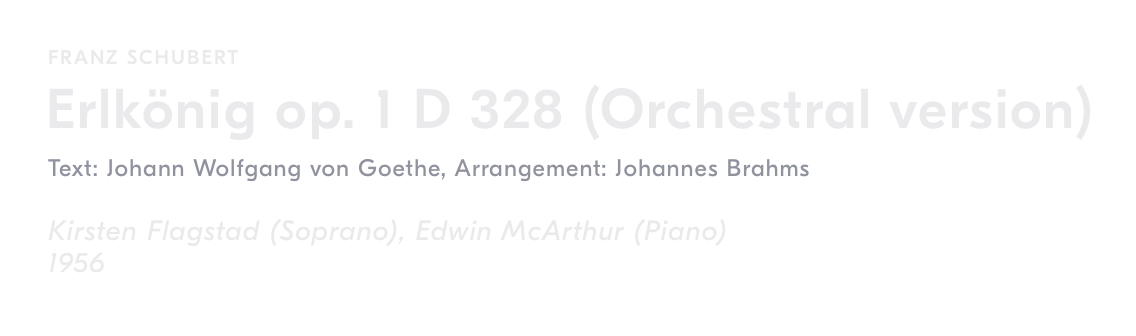 FRANZ SCHUBERT
Erlkönig op. 1 D 328 (Orchestral version)
Text: Johann Wolfgang von Goethe, Arrangement: Johannes Brahms
Kirsten Flagstad (Soprano), Edwin McArthur (Piano)
1956